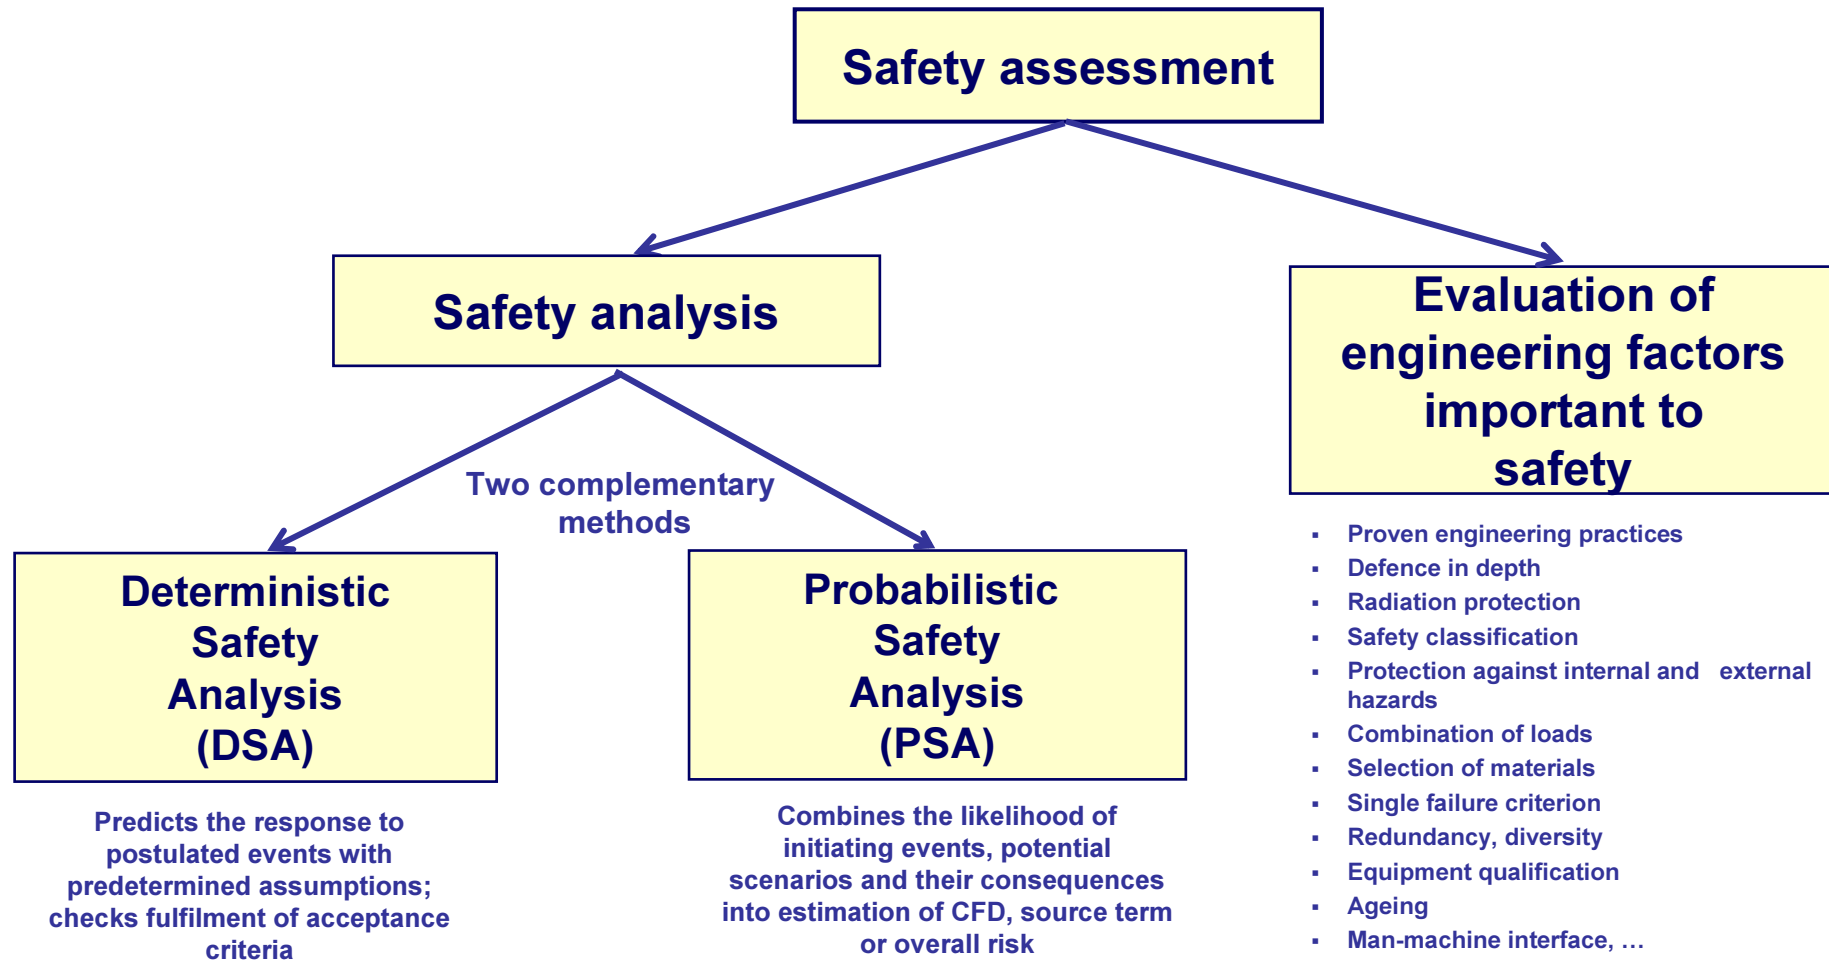 Safety assessment
Safety analysis
Evaluation of
engineering factors
important to
safety
Two complementary
methods
Deterministic
Safety
Analysis
(DSA)
Probabilistic
Safety
Analysis
(PSA)
Predicts the response to
postulated events with
predetermined assumptions;
checks fulfilment of acceptance
criteria
Combines the likelihood of
initiating events, potential
scenarios and their consequences
into estimation of CFD, source term
or overall risk
▪ Proven engineering practices
▪ Defence in depth
▪ Radiation protection
▪ Safety classification
▪ Protection against internal and external
hazards
▪ Combination of loads
▪ Selection of materials
▪ Single failure criterion
▪ Redundancy, diversity
▪ Equipment qualification
▪ Ageing
▪ Man-machine interface, …